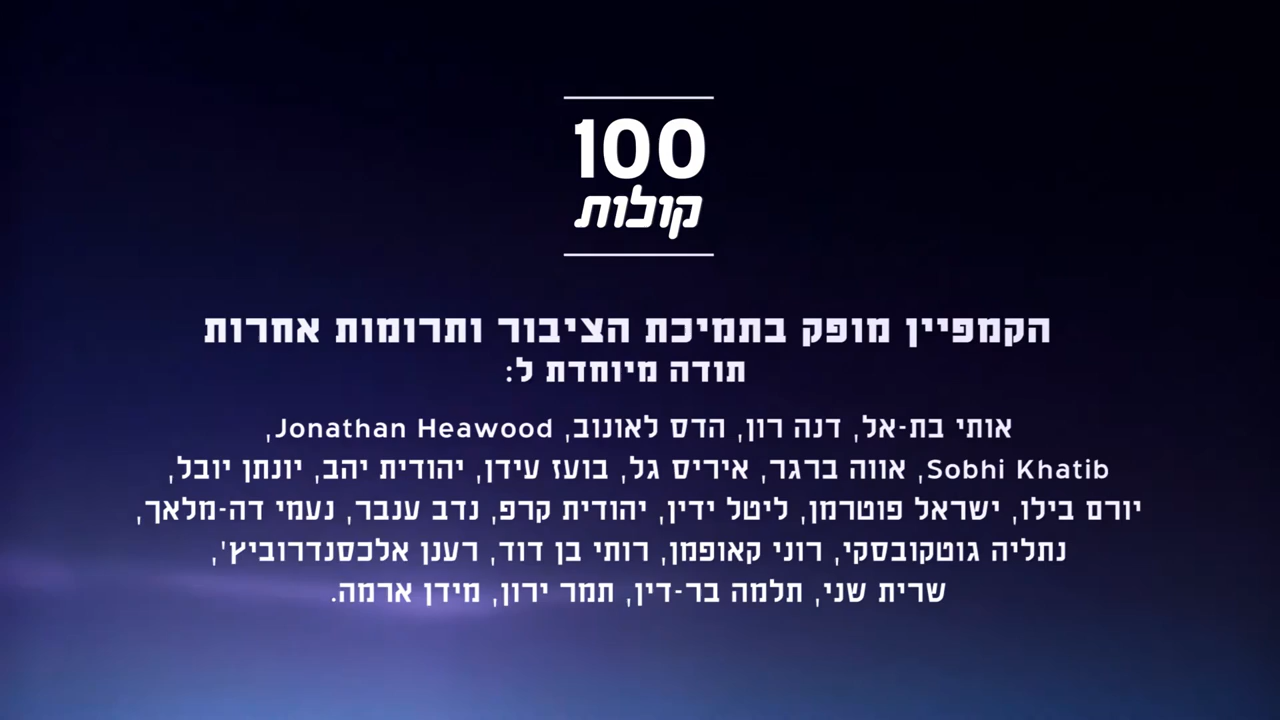 100
קולות
הקמפיין מופק בתמיכת הציבור ותרומות אחרות
תודה מיוחדת ל:
אותי בת-אל, דנה רון, הדס לאונוב, Jonathan Heawood,
Sobhi Khatib, אווה ברגר, איריס גל, בועז עידן, יהודית יהב, יונתן יובל,
יורם בילו, ישראל פוטרמן, ליטל ידין, יהודית קרפ, נדב ענבר, נעמי דה-מלאך,
נתליה גוטקובסקי, רוני קאופמן, רותי בן דוד, רענן אלכסנדרוביץ',
שרית שני, תלמה בר-דין, תמר ירון, מידן ארמה.